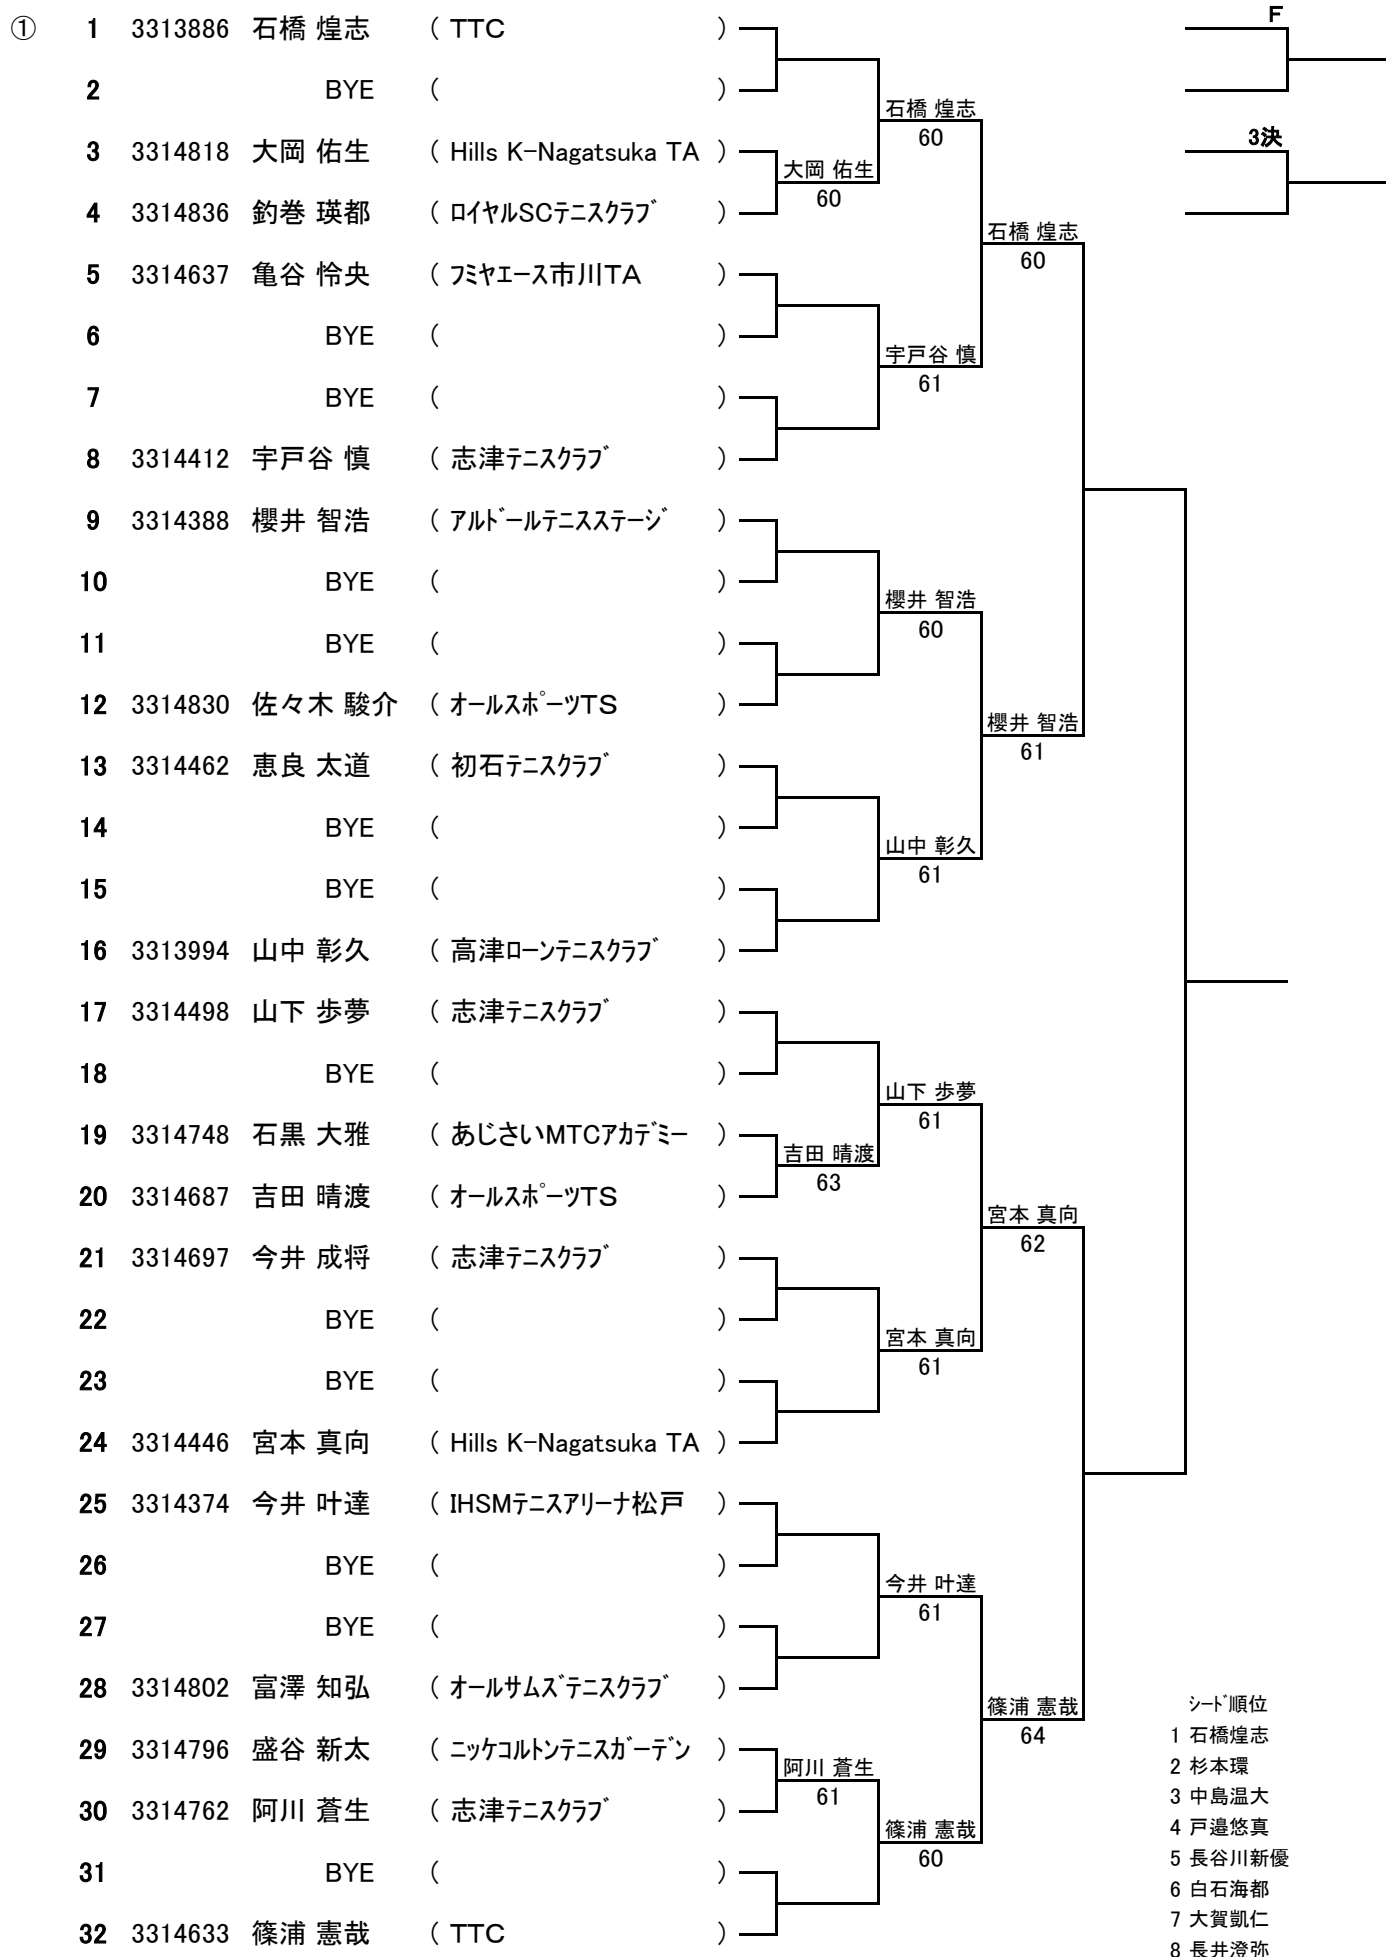 ① 1 3313886 石橋 煌志 ( TTC )
2 BYE ( )
3 3314818 大岡 佑生 ( Hills K-Nagatsuka TA )
4 3314836 釣巻 瑛都 ( ロイヤルSCテニスクラブ )
5 3314637 亀谷 怜央 ( フミヤエース市川TA )
6 BYE ( )
7 BYE ( )
8 3314412 宇戸谷 慎 ( 志津テニスクラブ )
9 3314388 櫻井 智浩 ( アルドールテニスステージ )
10 BYE ( )
11 BYE ( )
12 3314830 佐々木 駿介 ( オールスポーツTS )
13 3314462 恵良 太道 ( 初石テニスクラブ )
14 BYE ( )
15 BYE ( )
16 3313994 山中 彰久 ( 高津ローンテニスクラブ )
17 3314498 山下 歩夢 ( 志津テニスクラブ )
18 BYE ( )
19 3314748 石黒 大雅 ( あじさいMTCアカデミー )
20 3314687 吉田 晴渡 ( オールスポーツTS )
21 3314697 今井 成将 ( 志津テニスクラブ )
22 BYE ( )
23 BYE ( )
24 3314446 宮本 真向 ( Hills K-Nagatsuka TA )
25 3314374 今井 叶達 ( IHSMテニスアリーナ松戸 )
26 BYE ( )
27 BYE ( )
28 3314802 富澤 知弘 ( オールサムズテニスクラブ )
29 3314796 盛谷 新太 ( ニッケコルトンテニスガーデン )
30 3314762 阿川 蒼生 ( 志津テニスクラブ )
31 BYE ( )
32 3314633 篠浦 憲哉 ( TTC )
大岡 佑生
60
吉田 晴渡
63
阿川 蒼生
61
石橋 煌志
60
宇戸谷 慎
61
櫻井 智浩
60
山中 彰久
61
山下 歩夢
61
宮本 真向
61
今井 叶達
61
篠浦 憲哉
60
石橋 煌志
60
櫻井 智浩
61
宮本 真向
62
篠浦 憲哉
64
F
3決
シード順位
1 石橋煌志
2 杉本環
3 中島温大
4 戸邉悠真
5 長谷川新優
6 白石海都
7 大賀凱仁
8 長井澄弥